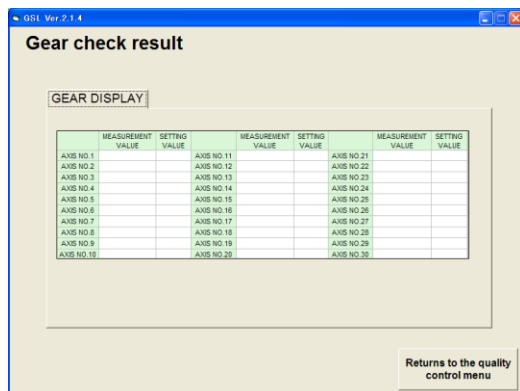 GSL Ver.2.1.4
Gear check result
GEAR DISPLAY
MEASUREMENT VALUE SETTING VALUE MEASUREMENT VALUE SETTING VALUE MEASUREMENT VALUE SETTING VALUE
AXIS NO.1 AXIS NO.11 AXIS NO.21
AXIS NO.2 AXIS NO.12 AXIS NO.22
AXIS NO.3 AXIS NO.13 AXIS NO.23
AXIS NO.4 AXIS NO.14 AXIS NO.24
AXIS NO.5 AXIS NO.15 AXIS NO.25
AXIS NO.6 AXIS NO.16 AXIS NO.26
AXIS NO.7 AXIS NO.17 AXIS NO.27
AXIS NO.8 AXIS NO.18 AXIS NO.28
AXIS NO.9 AXIS NO.19 AXIS NO.29
AXIS NO.10 AXIS NO.20 AXIS NO.30
Returns to the quality
control menu